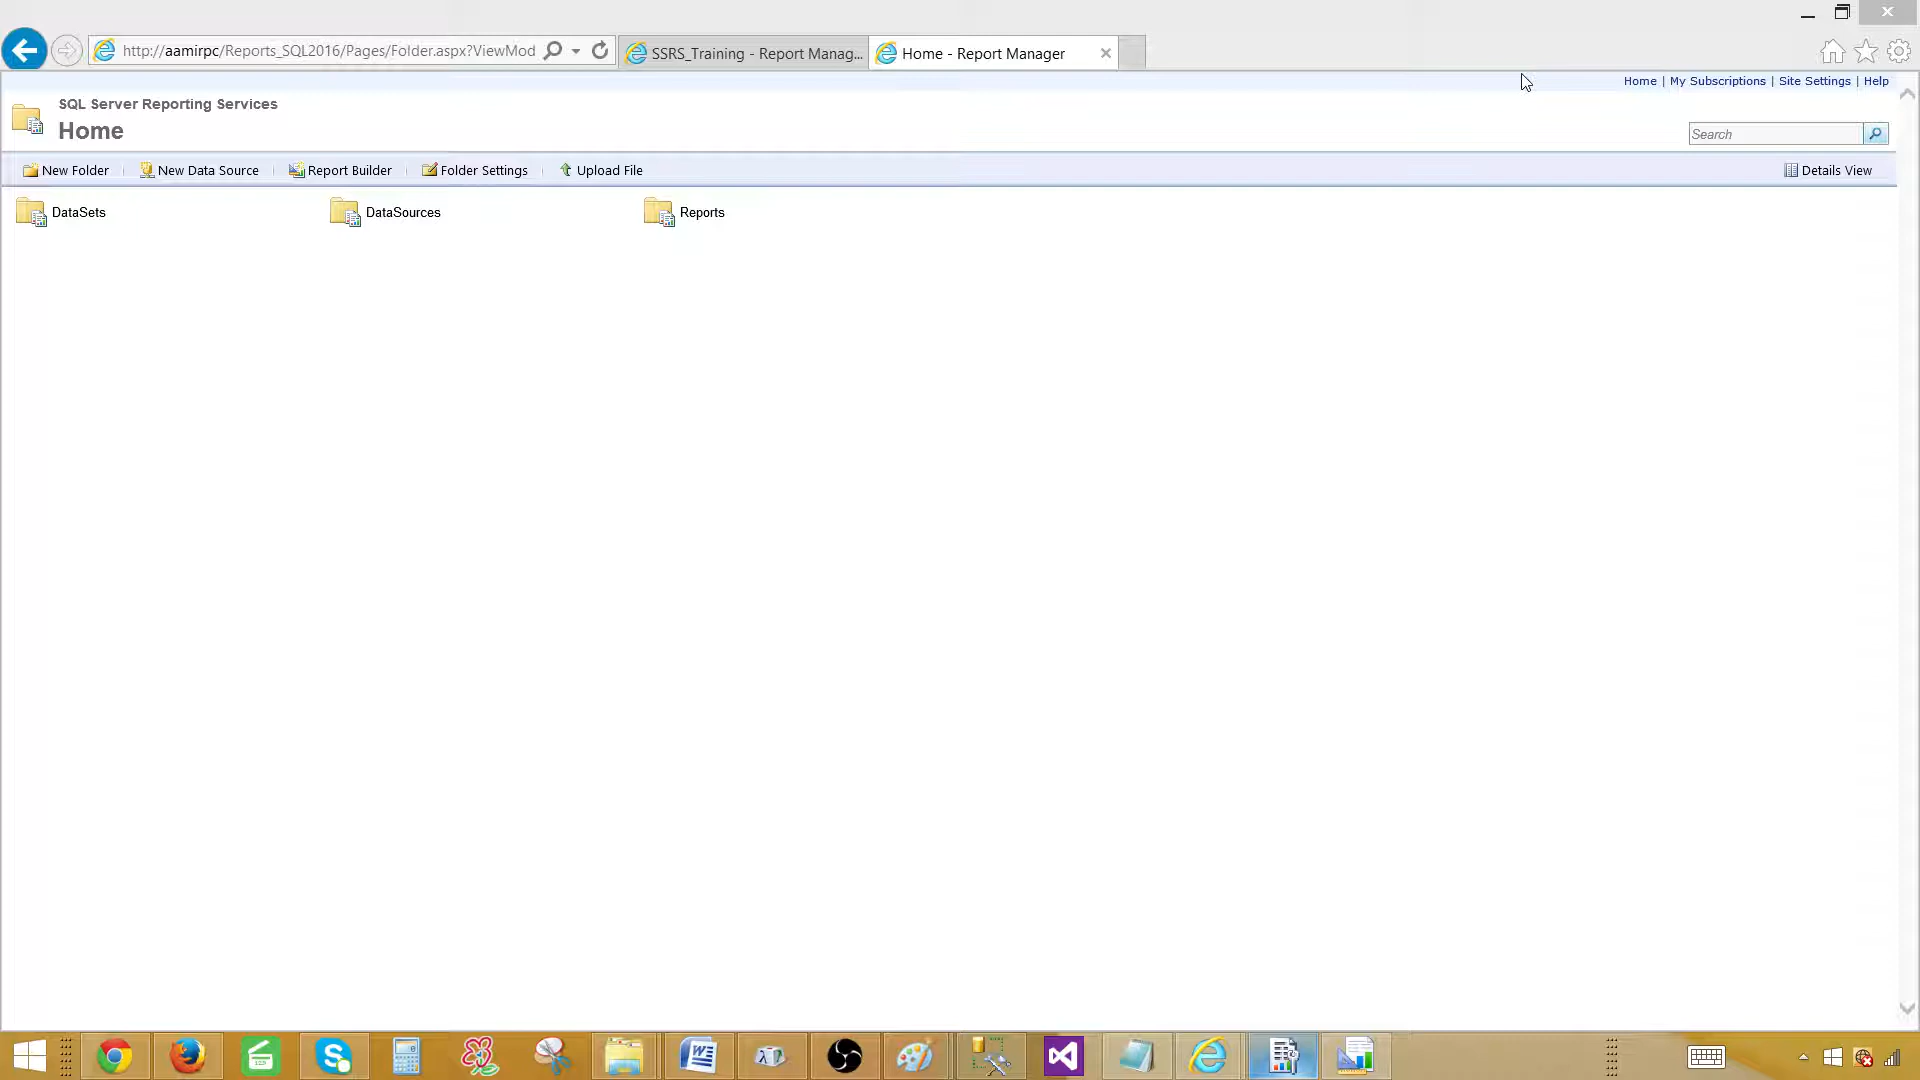 http://aamirpc/Reports_SQL2016/Pages/Folder.aspx?ViewMod
SSRS_Training - Report Manag...
Home - Report Manager
Home | My Subscriptions | Site Settings | Help
SQL Server Reporting Services
Home
Search
New Folder
New Data Source
Report Builder
Folder Settings
Upload File
Details View
DataSets
DataSources
Reports